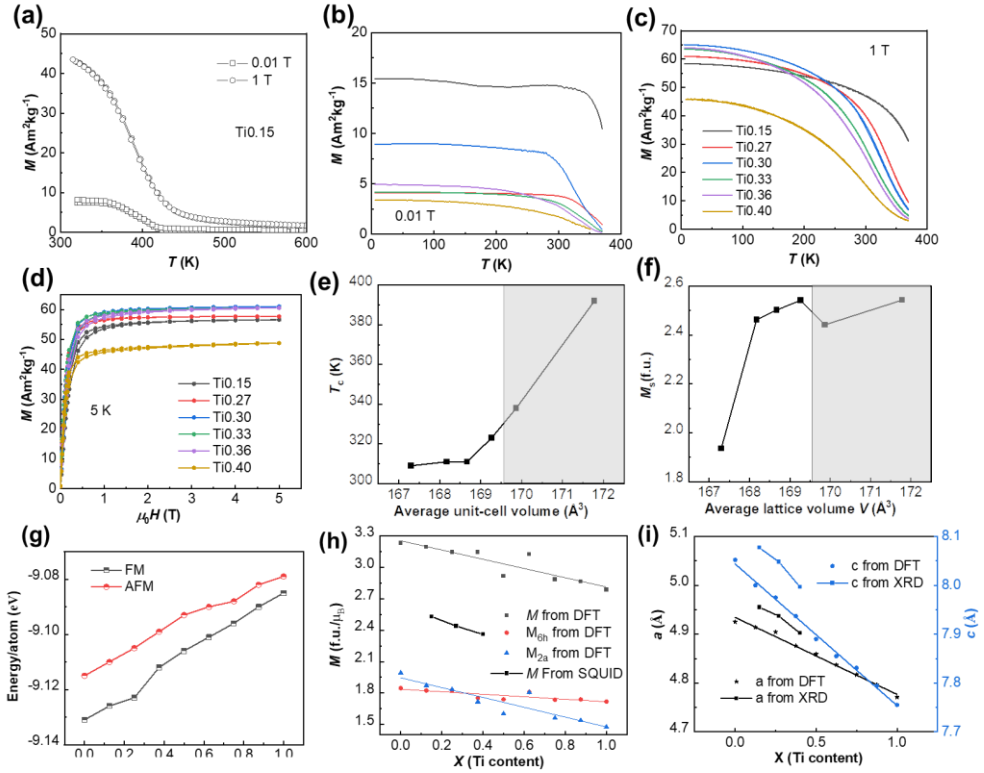 (a)
50
40
30
20
10
0
M (Am²kg⁻¹)
0.01 T
1 T
Ti0.15
300
400
500
600
T (K)
(b)
20
15
10
5
0
M (Am²kg⁻¹)
0.01 T
0
100
200
300
400
T (K)
(c)
70
60
50
40
30
20
10
0
M (Am²kg⁻¹)
1 T
Ti0.15
Ti0.27
Ti0.30
Ti0.33
Ti0.36
Ti0.40
0
100
200
300
400
T (K)
(d)
60
50
40
30
20
10
0
M (Am²kg⁻¹)
5 K
Ti0.15
Ti0.27
Ti0.30
Ti0.33
Ti0.36
Ti0.40
0
1
2
3
4
5
μ₀H (T)
(e)
400
380
360
340
320
300
T_c (K)
167
168
169
170
171
172
Average unit-cell volume (Å³)
(f)
2.6
2.4
2.2
2.0
1.8
M_s(f.u.)
167
168
169
170
171
172
Average lattice volume V (Å³)
(g)
-9.08
-9.10
-9.12
-9.14
Energy/atom (eV)
FM
AFM
0.0
0.2
0.4
0.6
0.8
1.0
(h)
3.3
3.0
2.7
2.4
2.1
1.8
1.5
M (f.u./μ_B)
M from DFT
M₆ₕ from DFT
M₂ₐ from DFT
M From SQUID
0.0
0.2
0.4
0.6
0.8
1.0
X (Ti content)
(i)
5.1
5.0
4.9
4.8
4.7
a (Å)
c from DFT
c from XRD
a from DFT
a from XRD
8.1
8.0
7.9
7.8
7.7
c (Å)
0.0
0.5
1.0
X (Ti content)